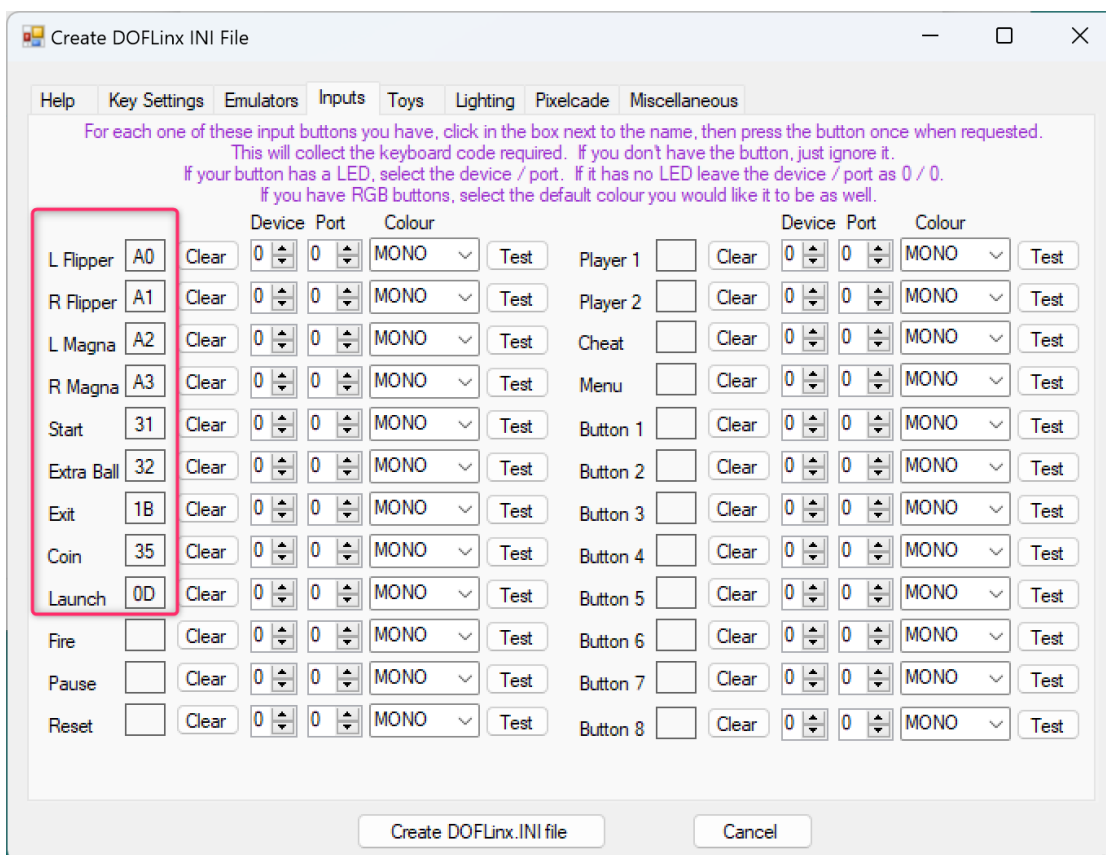 Create DOFLinx INI File
Help Key Settings Emulators Inputs Toys Lighting Pixelcade Miscellaneous
For each one of these input buttons you have, click in the box next to the name, then press the button once when requested.
This will collect the keyboard code required. If you don't have the button, just ignore it.
If your button has a LED, select the device / port. If it has no LED leave the device / port as 0 / 0.
If you have RGB buttons, select the default colour you would like it to be as well.
Device Port Colour Device Port Colour
L Flipper A0 Clear 0 0 MONO Test Player 1 Clear 0 0 MONO Test
R Flipper A1 Clear 0 0 MONO Test Player 2 Clear 0 0 MONO Test
L Magna A2 Clear 0 0 MONO Test Cheat Clear 0 0 MONO Test
R Magna A3 Clear 0 0 MONO Test Menu Clear 0 0 MONO Test
Start 31 Clear 0 0 MONO Test Button 1 Clear 0 0 MONO Test
Extra Ball 32 Clear 0 0 MONO Test Button 2 Clear 0 0 MONO Test
Exit 1B Clear 0 0 MONO Test Button 3 Clear 0 0 MONO Test
Coin 35 Clear 0 0 MONO Test Button 4 Clear 0 0 MONO Test
Launch 0D Clear 0 0 MONO Test Button 5 Clear 0 0 MONO Test
Fire Clear 0 0 MONO Test Button 6 Clear 0 0 MONO Test
Pause Clear 0 0 MONO Test Button 7 Clear 0 0 MONO Test
Reset Clear 0 0 MONO Test Button 8 Clear 0 0 MONO Test
Create DOFLinx.INI file Cancel